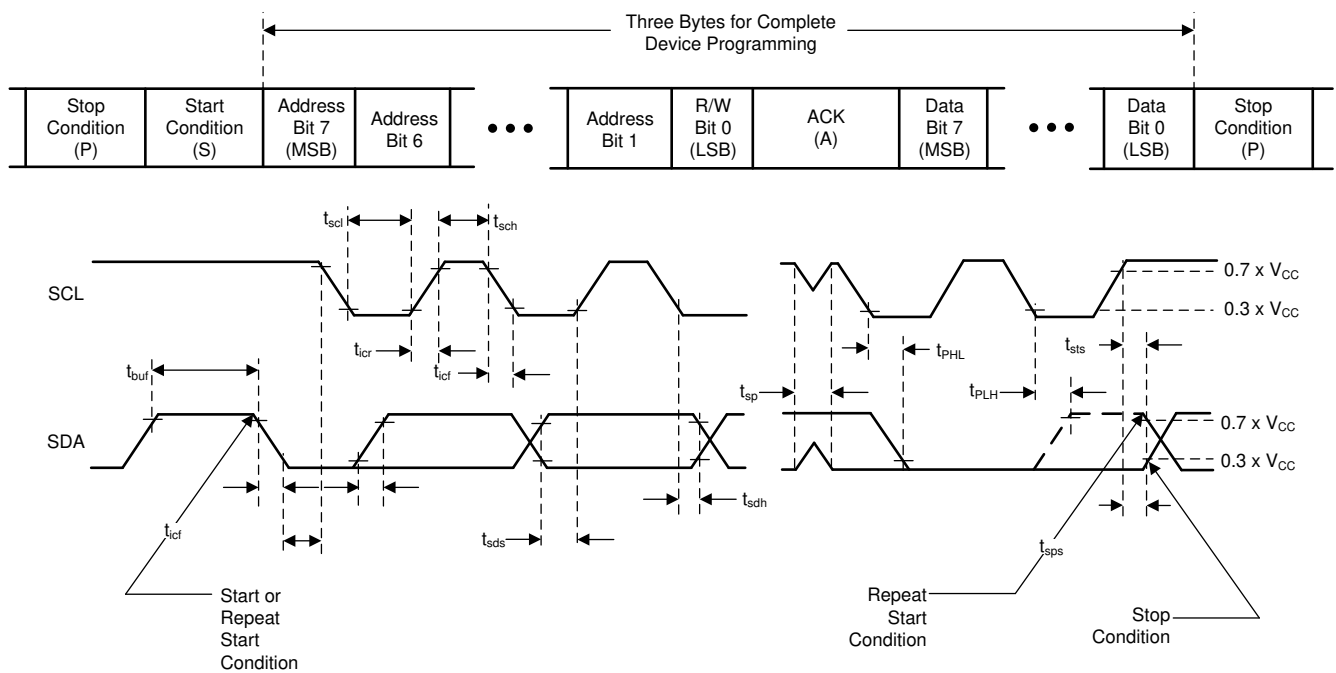 Three Bytes for Complete
Device Programming
Stop
Condition
(P)
Start
Condition
(S)
Address
Bit 7
(MSB)
Address
Bit 6
•••
Address
Bit 1
R/W
Bit 0
(LSB)
ACK
(A)
Data
Bit 7
(MSB)
•••
Data
Bit 0
(LSB)
Stop
Condition
(P)
tscl
tsch
SCL
0.7 x VCC
0.3 x VCC
ticr
ticf
tPHL
tsts
tbuf
tsp
tPLH
SDA
0.7 x VCC
0.3 x VCC
ticf
tsds
tsdh
tsps
Start or
Repeat
Start
Condition
Repeat
Start
Condition
Stop
Condition